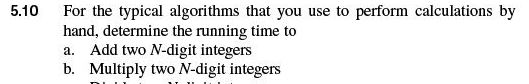 5.10 For the typical algorithms that you use to perform calculations by
hand, determine the running time to
a. Add two N-digit integers
b. Multiply two N-digit integers